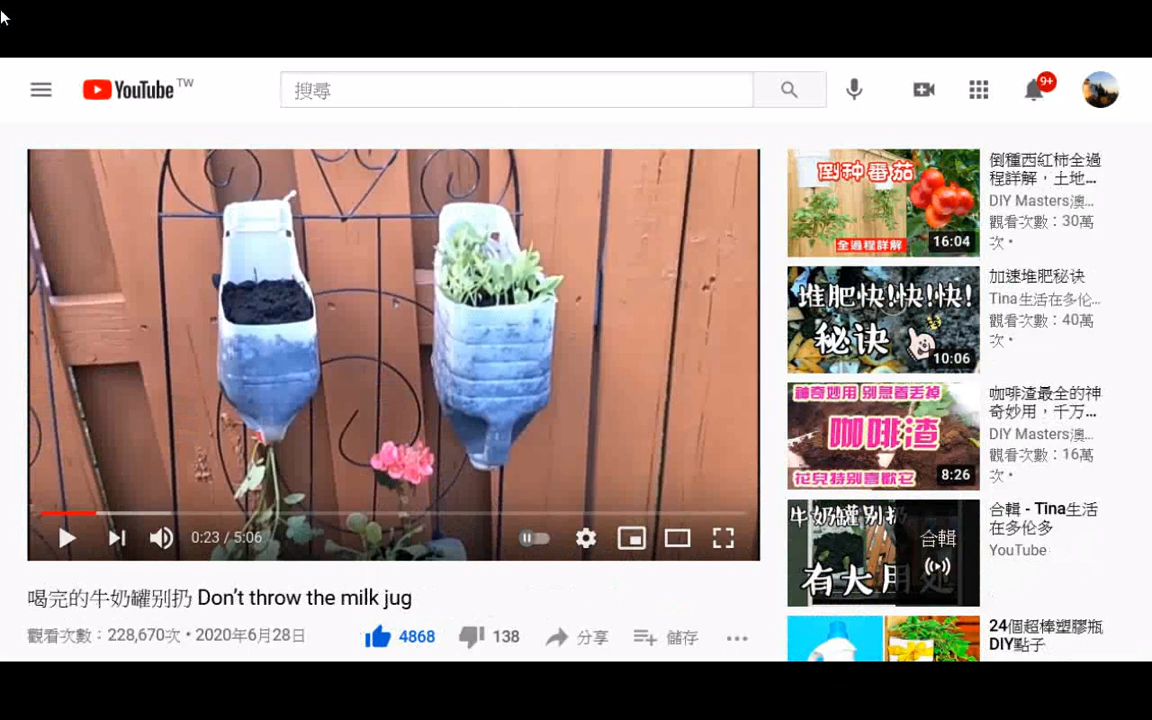 YouTube TW
搜尋
9+
0:23 / 5:06
喝完的牛奶罐别扔 Don't throw the milk jug
觀看次數：228,670次 • 2020年6月28日
4868
138
分享
儲存
倒种番茄
全過程詳解
16:04
倒種西紅柿全過
程詳解，土地...
DIY Masters澳...
觀看次數：30萬
次 •
堆肥快!快!快!
秘诀
10:06
加速堆肥秘诀
Tina生活在多伦...
觀看次數：40萬
次 •
神奇妙用 别急着丢掉
咖啡渣
花兒特别喜歡它
8:26
咖啡渣最全的神
奇妙用，千万...
DIY Masters澳...
觀看次數：16萬
次 •
牛奶罐别扔
有大用处
合輯
合輯 - Tina生活
在多伦多
YouTube
24個超棒塑膠瓶
DIY點子